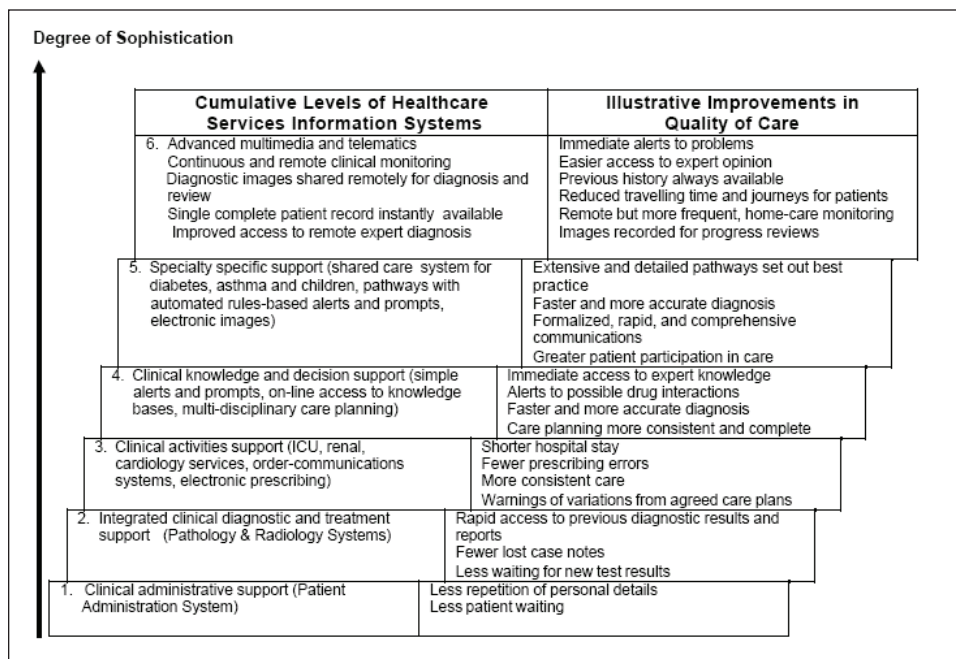 Degree of Sophistication
Cumulative Levels of Healthcare
Services Information Systems
Illustrative Improvements in
Quality of Care
6. Advanced multimedia and telematics
Continuous and remote clinical monitoring
Diagnostic images shared remotely for diagnosis and
review
Single complete patient record instantly available
Improved access to remote expert diagnosis
Immediate alerts to problems
Easier access to expert opinion
Previous history always available
Reduced travelling time and journeys for patients
Remote but more frequent, home-care monitoring
Images recorded for progress reviews
5. Specialty specific support (shared care system for
diabetes, asthma and children, pathways with
automated rules-based alerts and prompts,
electronic images)
Extensive and detailed pathways set out best
practice
Faster and more accurate diagnosis
Formalized, rapid, and comprehensive
communications
Greater patient participation in care
4. Clinical knowledge and decision support (simple
alerts and prompts, on-line access to knowledge
bases, multi-disciplinary care planning)
Immediate access to expert knowledge
Alerts to possible drug interactions
Faster and more accurate diagnosis
Care planning more consistent and complete
3. Clinical activities support (ICU, renal,
cardiology services, order-communications
systems, electronic prescribing)
Shorter hospital stay
Fewer prescribing errors
More consistent care
Warnings of variations from agreed care plans
2. Integrated clinical diagnostic and treatment
support (Pathology & Radiology Systems)
Rapid access to previous diagnostic results and
reports
Fewer lost case notes
Less waiting for new test results
1. Clinical administrative support (Patient
Administration System)
Less repetition of personal details
Less patient waiting